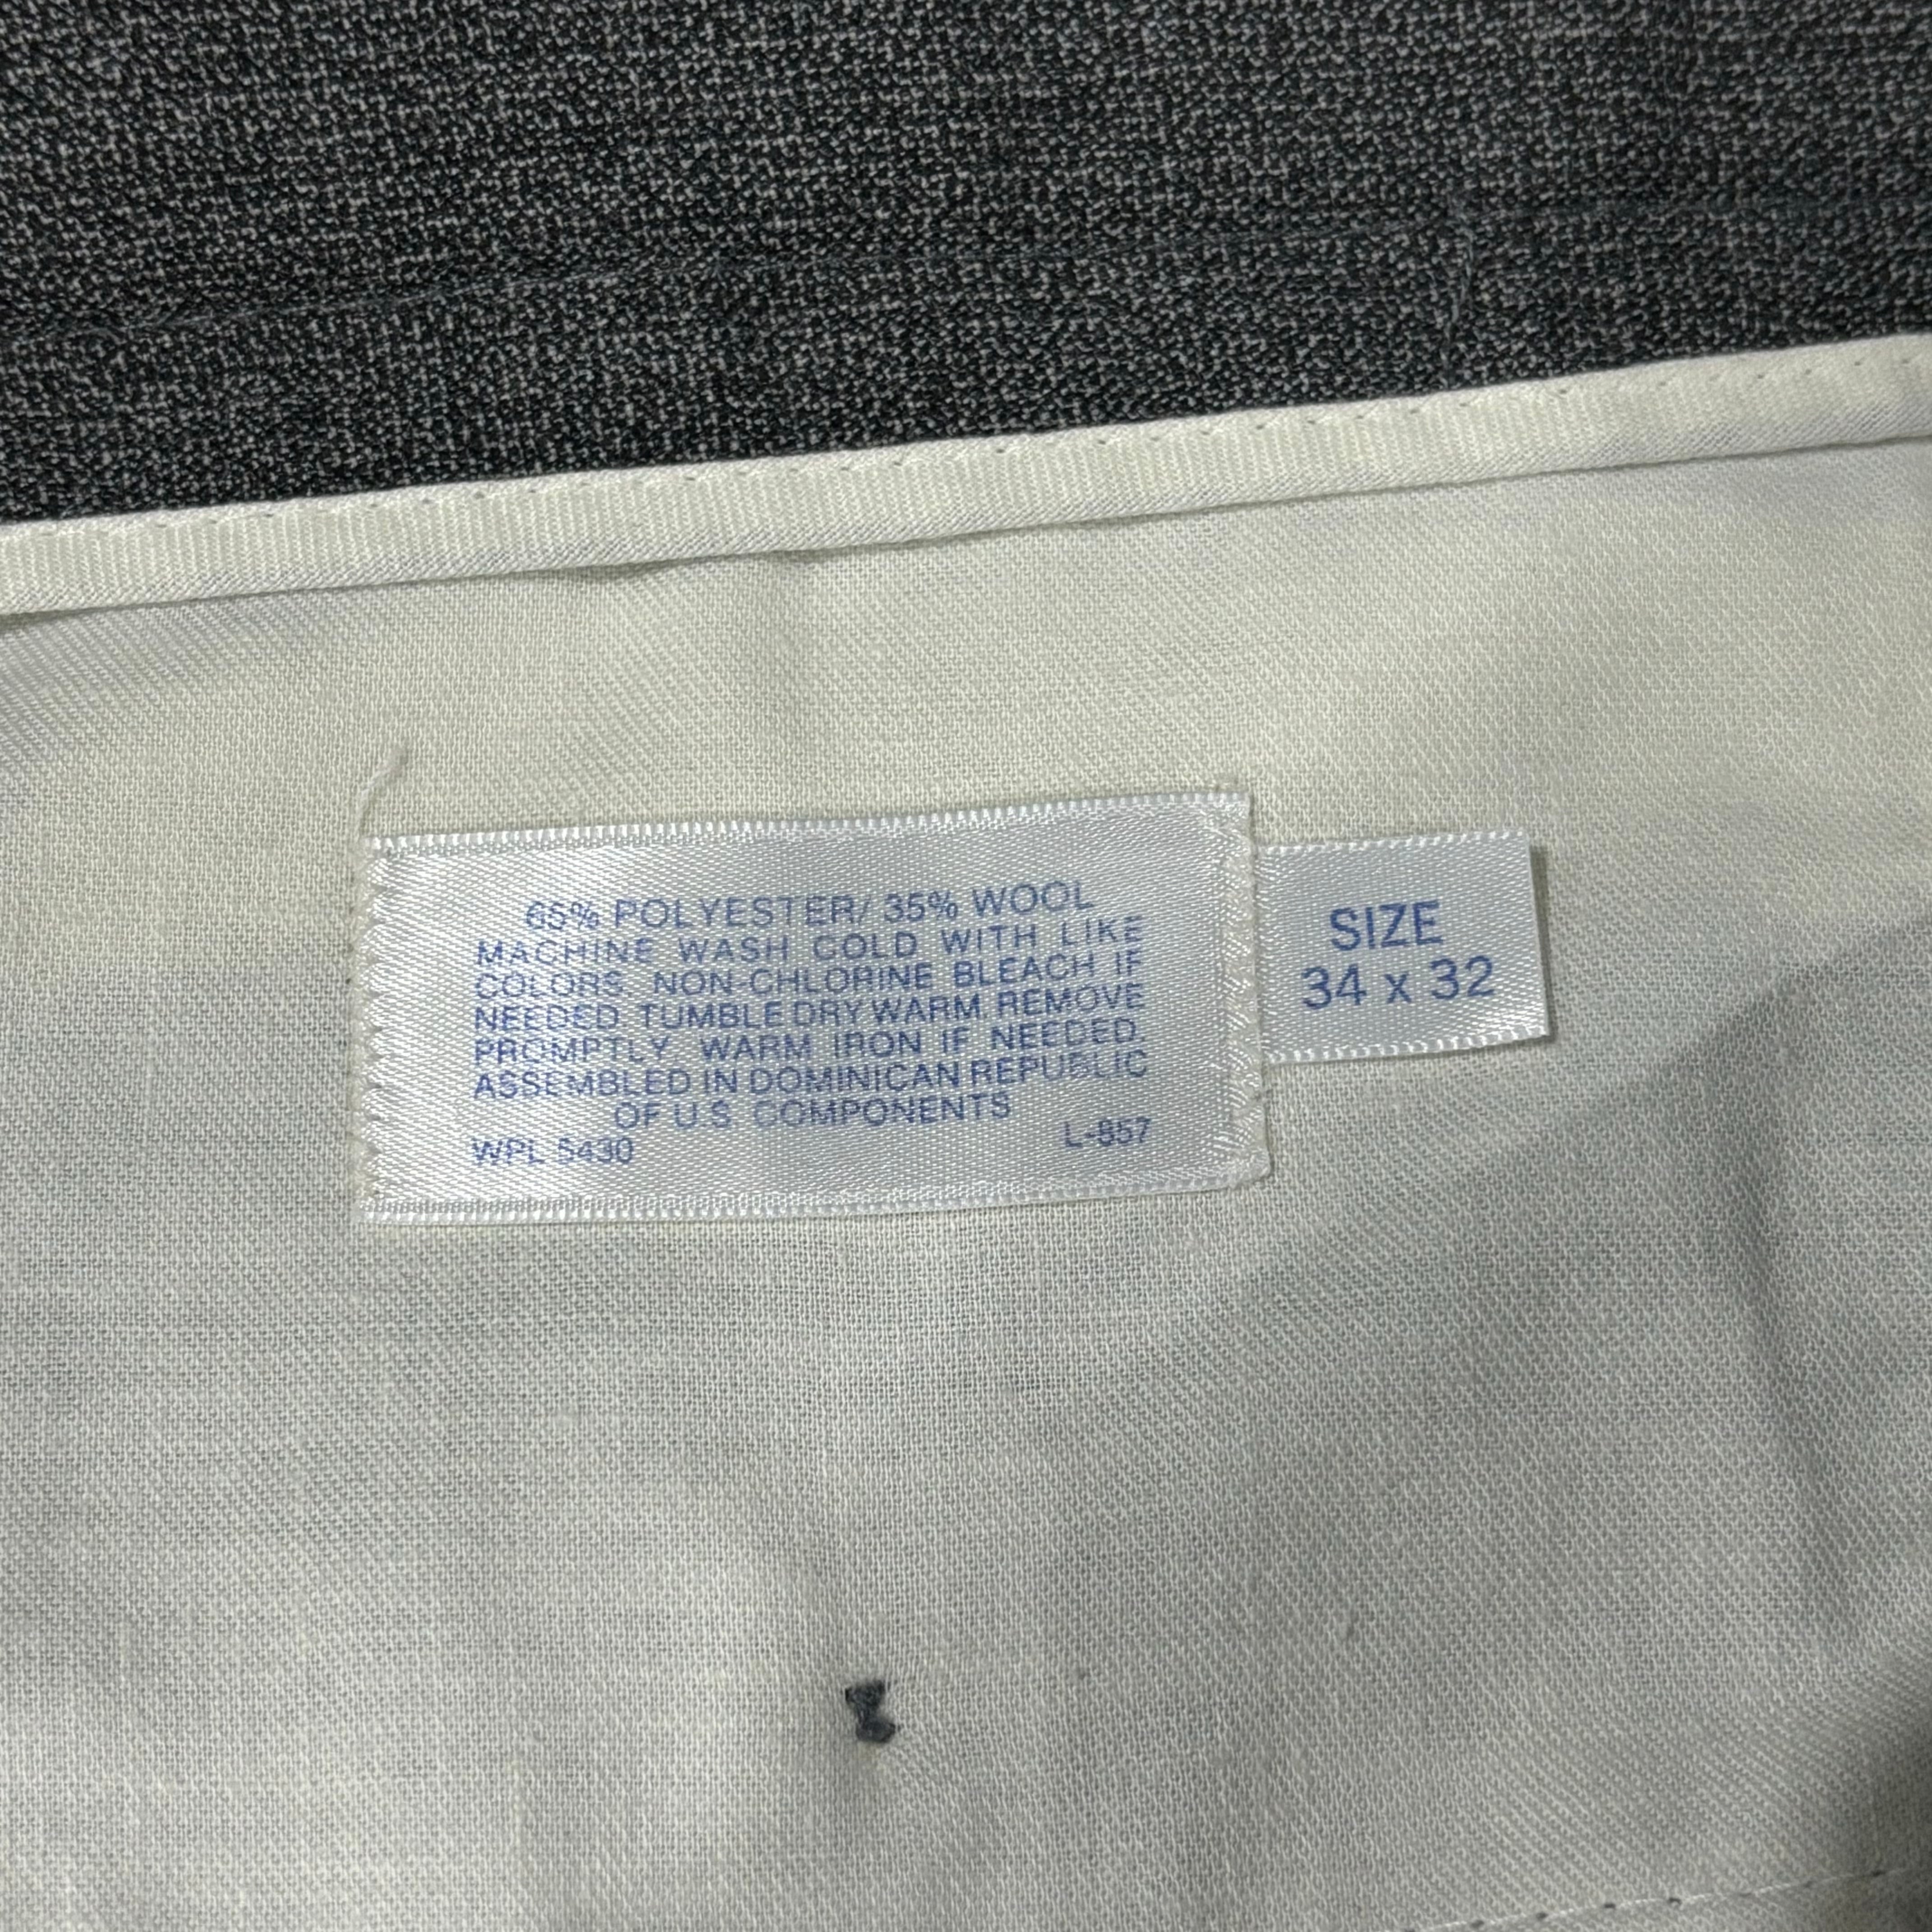 65% POLYESTER/ 35% WOOL
MACHINE WASH COLD WITH LIKE
COLORS NON-CHLORINE BLEACH IF
NEEDED TUMBLE DRY WARM REMOVE
PROMPTLY WARM IRON IF NEEDED.
ASSEMBLED IN DOMINICAN REPUBLIC
OF U.S COMPONENTS
WPL 5430 L-857
SIZE
34 x 32